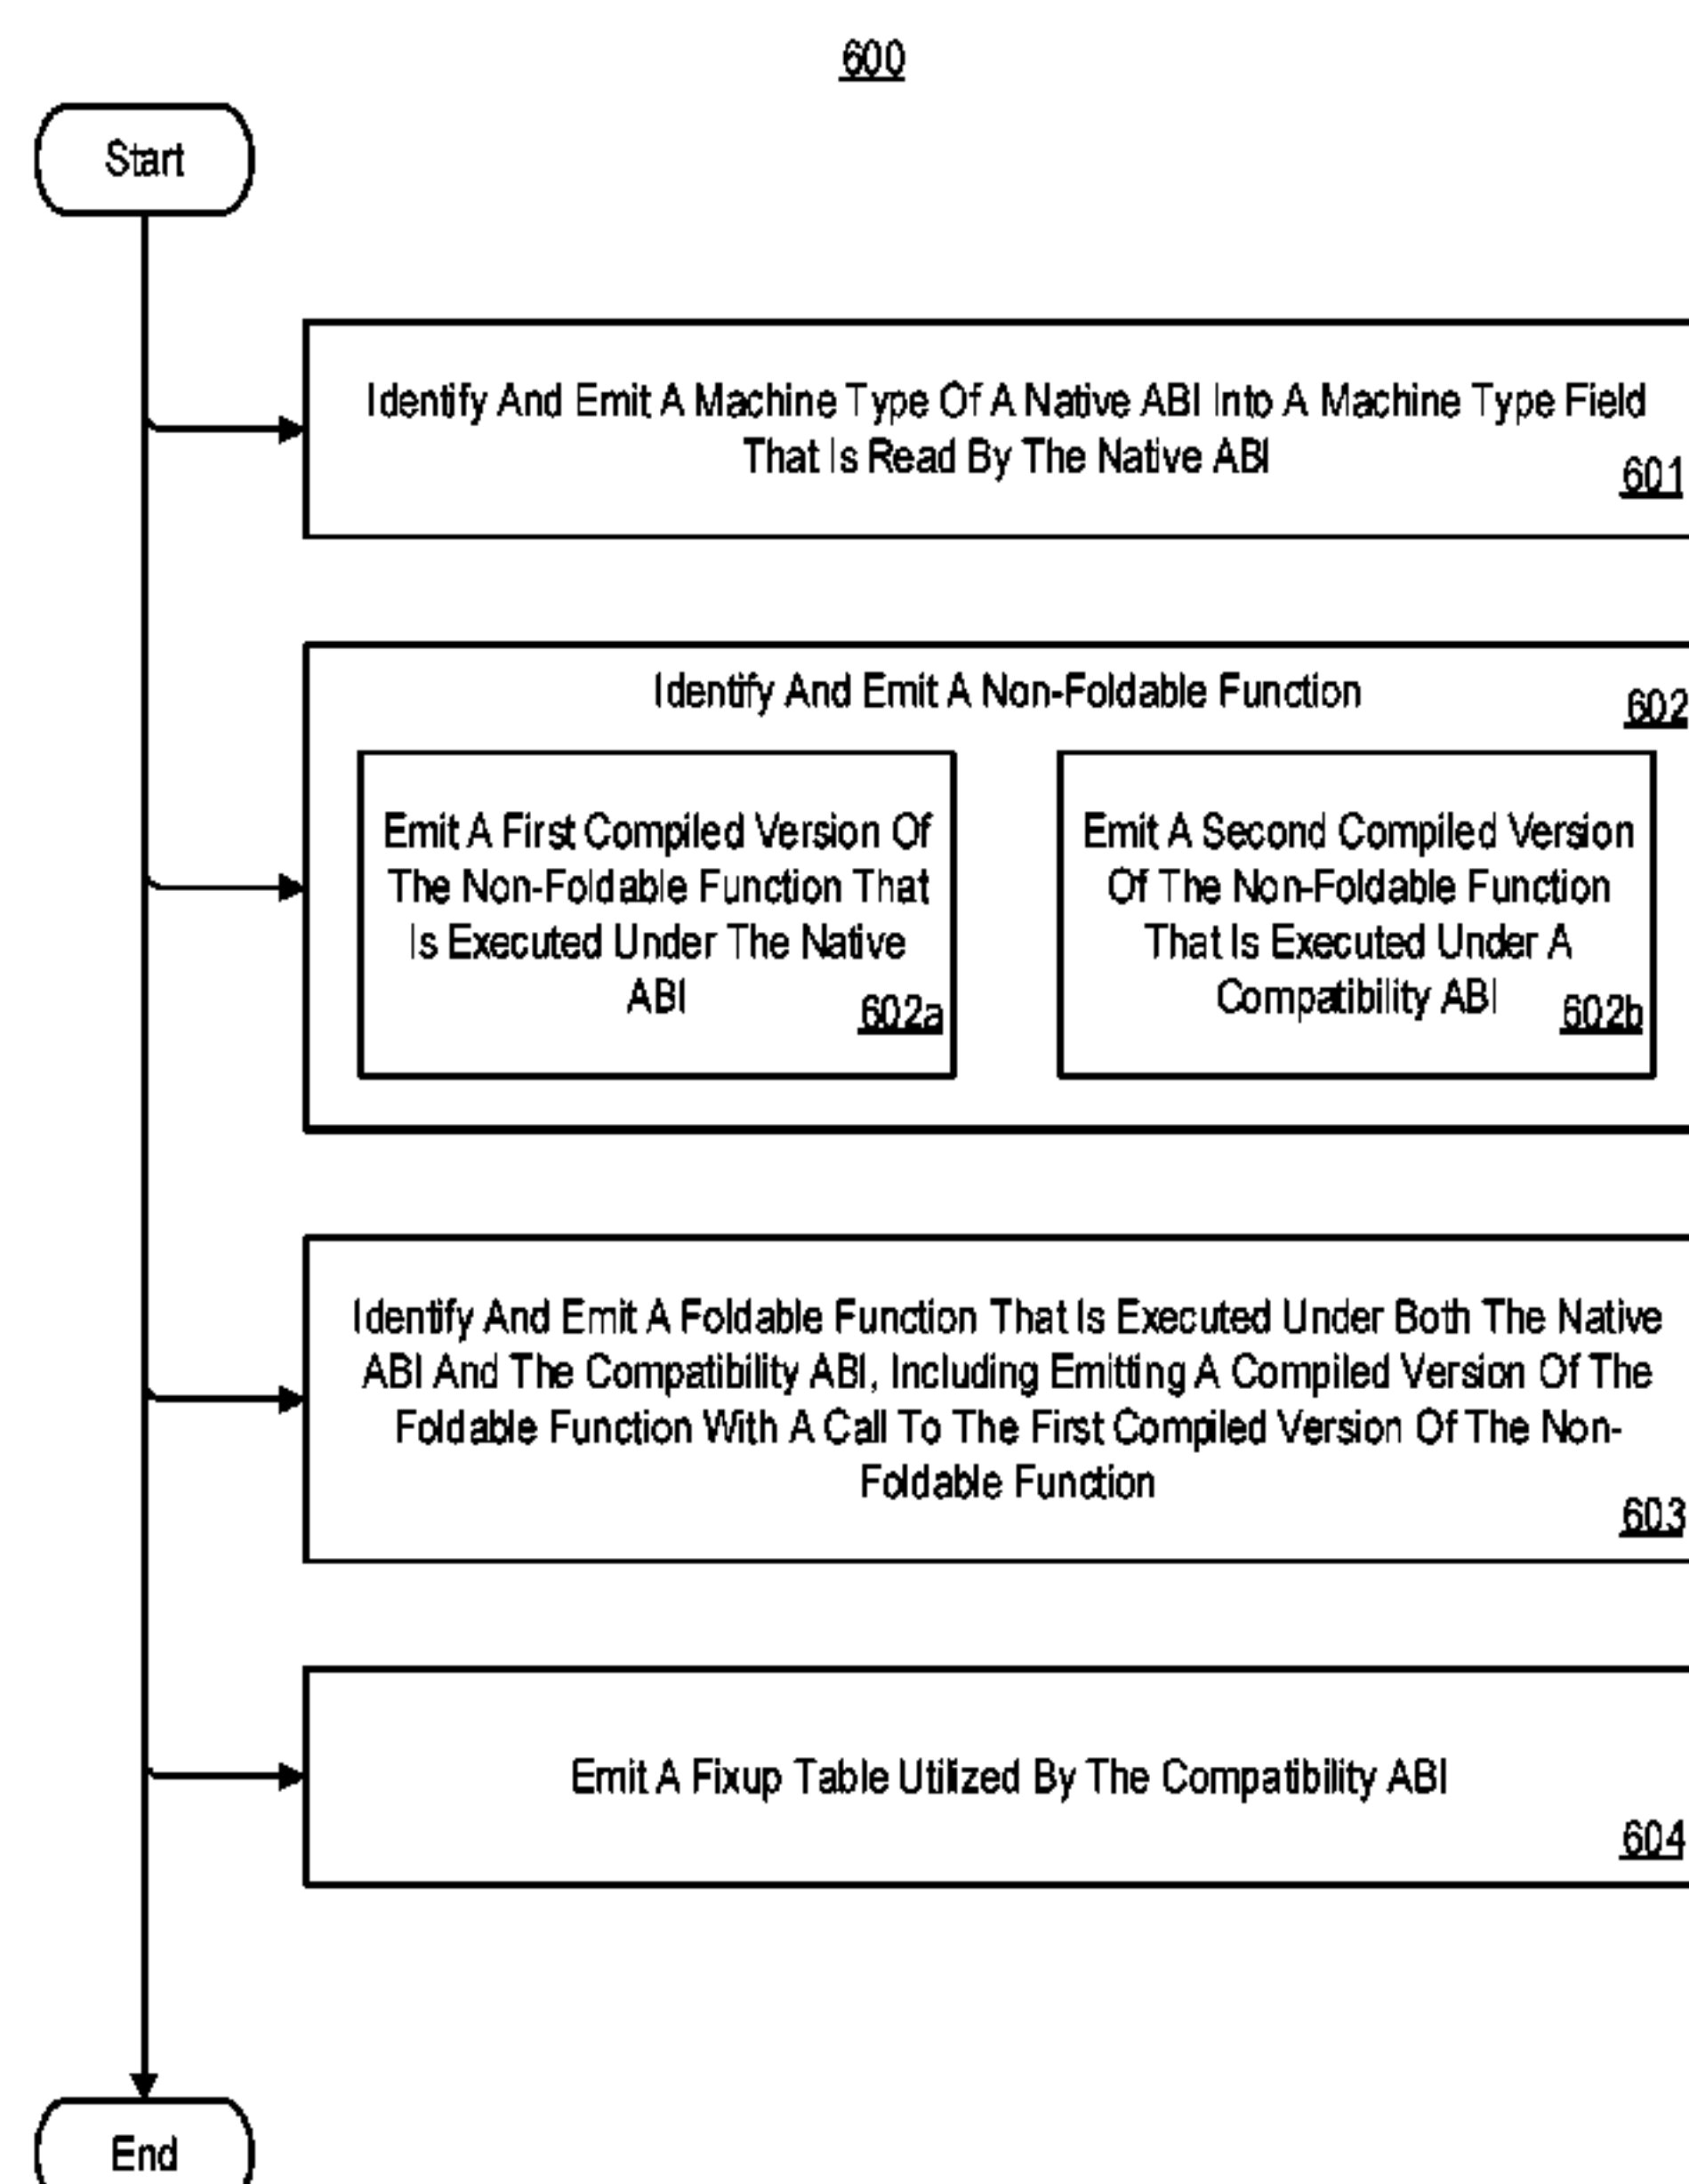 600
Start
Identify And Emit A Machine Type Of A Native ABI Into A Machine Type Field
That Is Read By The Native ABI
601
Identify And Emit A Non-Foldable Function
602
Emit A First Compiled Version Of
The Non-Foldable Function That
Is Executed Under The Native
ABI
602a
Emit A Second Compiled Version
Of The Non-Foldable Function
That Is Executed Under A
Compatibility ABI
602b
Identify And Emit A Foldable Function That Is Executed Under Both The Native
ABI And The Compatibility ABI, Including Emitting A Compiled Version Of The
Foldable Function With A Call To The First Compiled Version Of The Non-
Foldable Function
603
Emit A Fixup Table Utilized By The Compatibility ABI
604
End